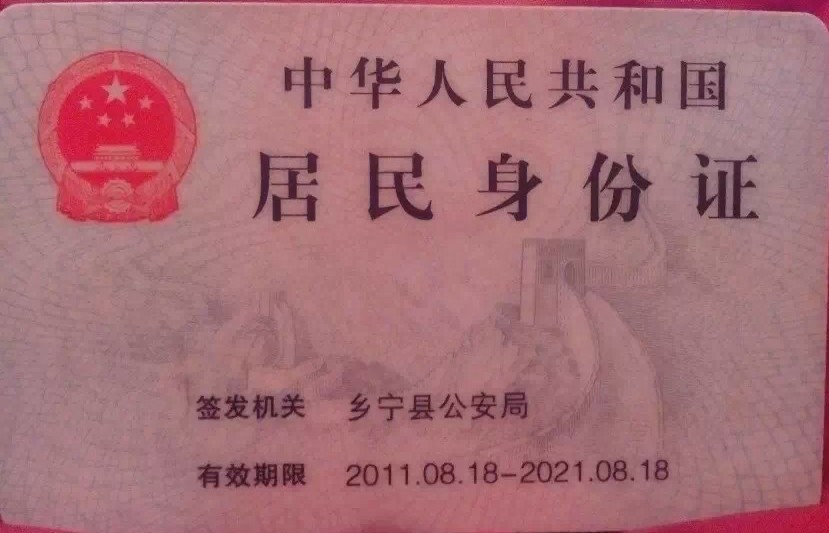 中华人民共和国
居民身份证
签发机关 乡宁县公安局
有效期限 2011.08.18-2021.08.18